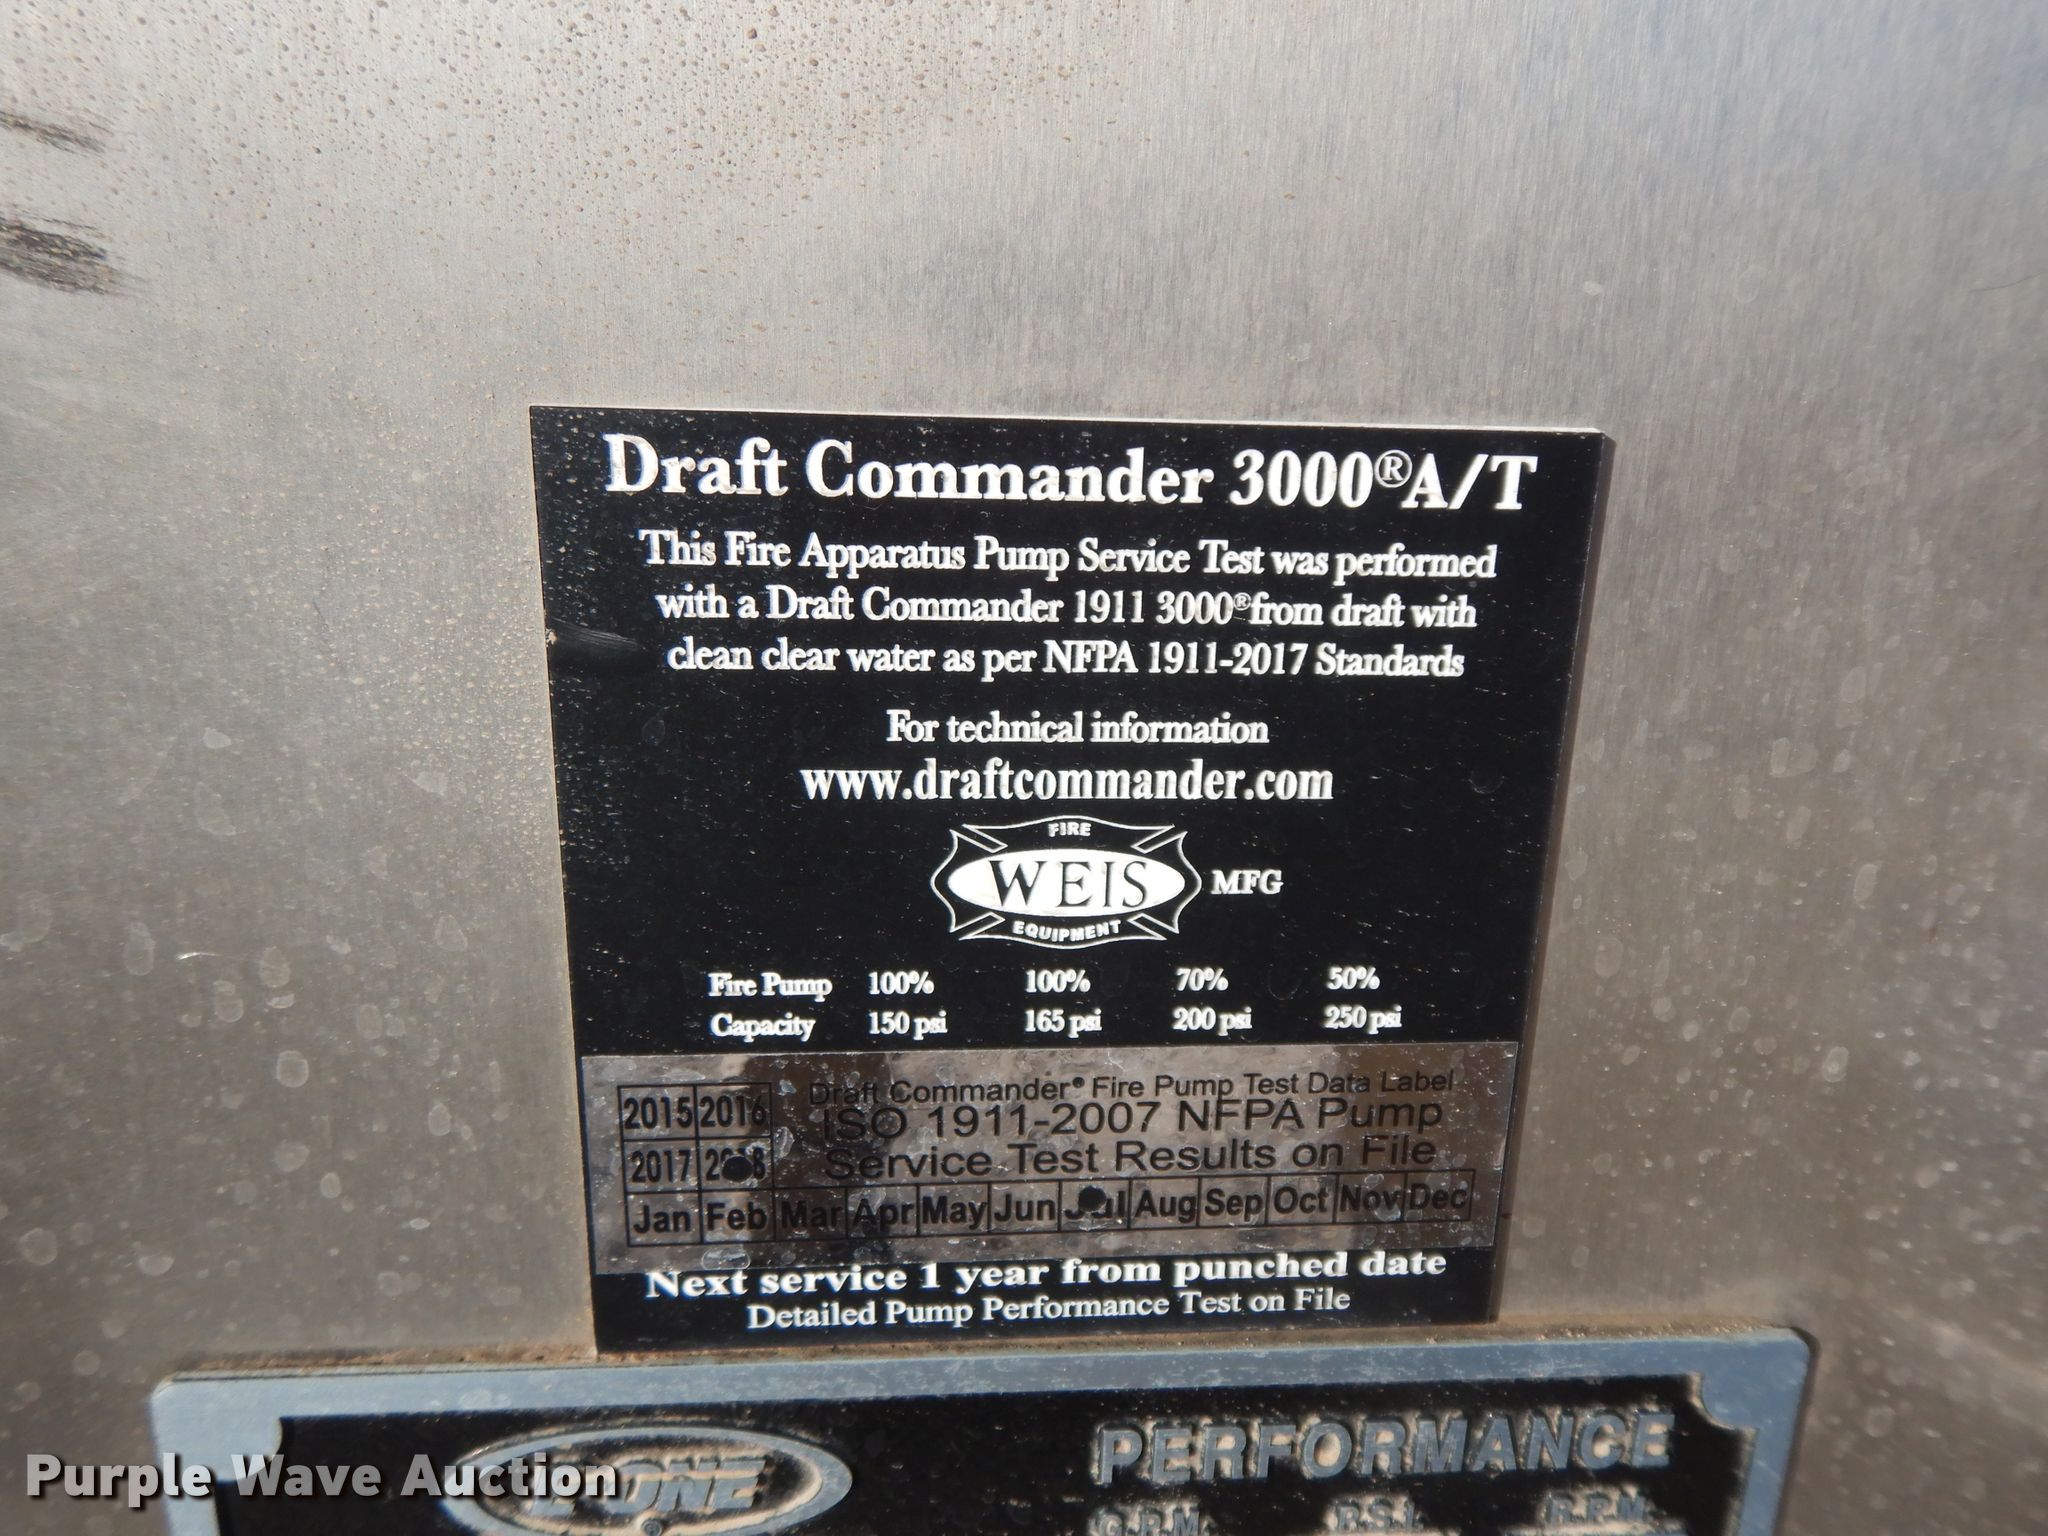 Draft Commander 3000® A/T
This Fire Apparatus Pump Service Test was performed
with a Draft Commander 1911 3000® from draft with
clean clear water as per NFPA 1911-2017 Standards
For technical information
www.draftcommander.com
FIRE
WEIS MFG
EQUIPMENT
Fire Pump 100% 100% 70% 50%
Capacity 150 psi 165 psi 200 psi 250 psi
Draft Commander® Fire Pump Test Data Label
2015 2016 ISO 1911-2007 NFPA Pump
2017 2018 Service Test Results on File
Jan Feb Mar Apr May Jun Jul Aug Sep Oct Nov Dec
Next service 1 year from punched date
Detailed Pump Performance Test on File
PERFORMANCE
E-ONE
®
G.P.M. P.S.I. R.P.M.
Purple Wave Auction